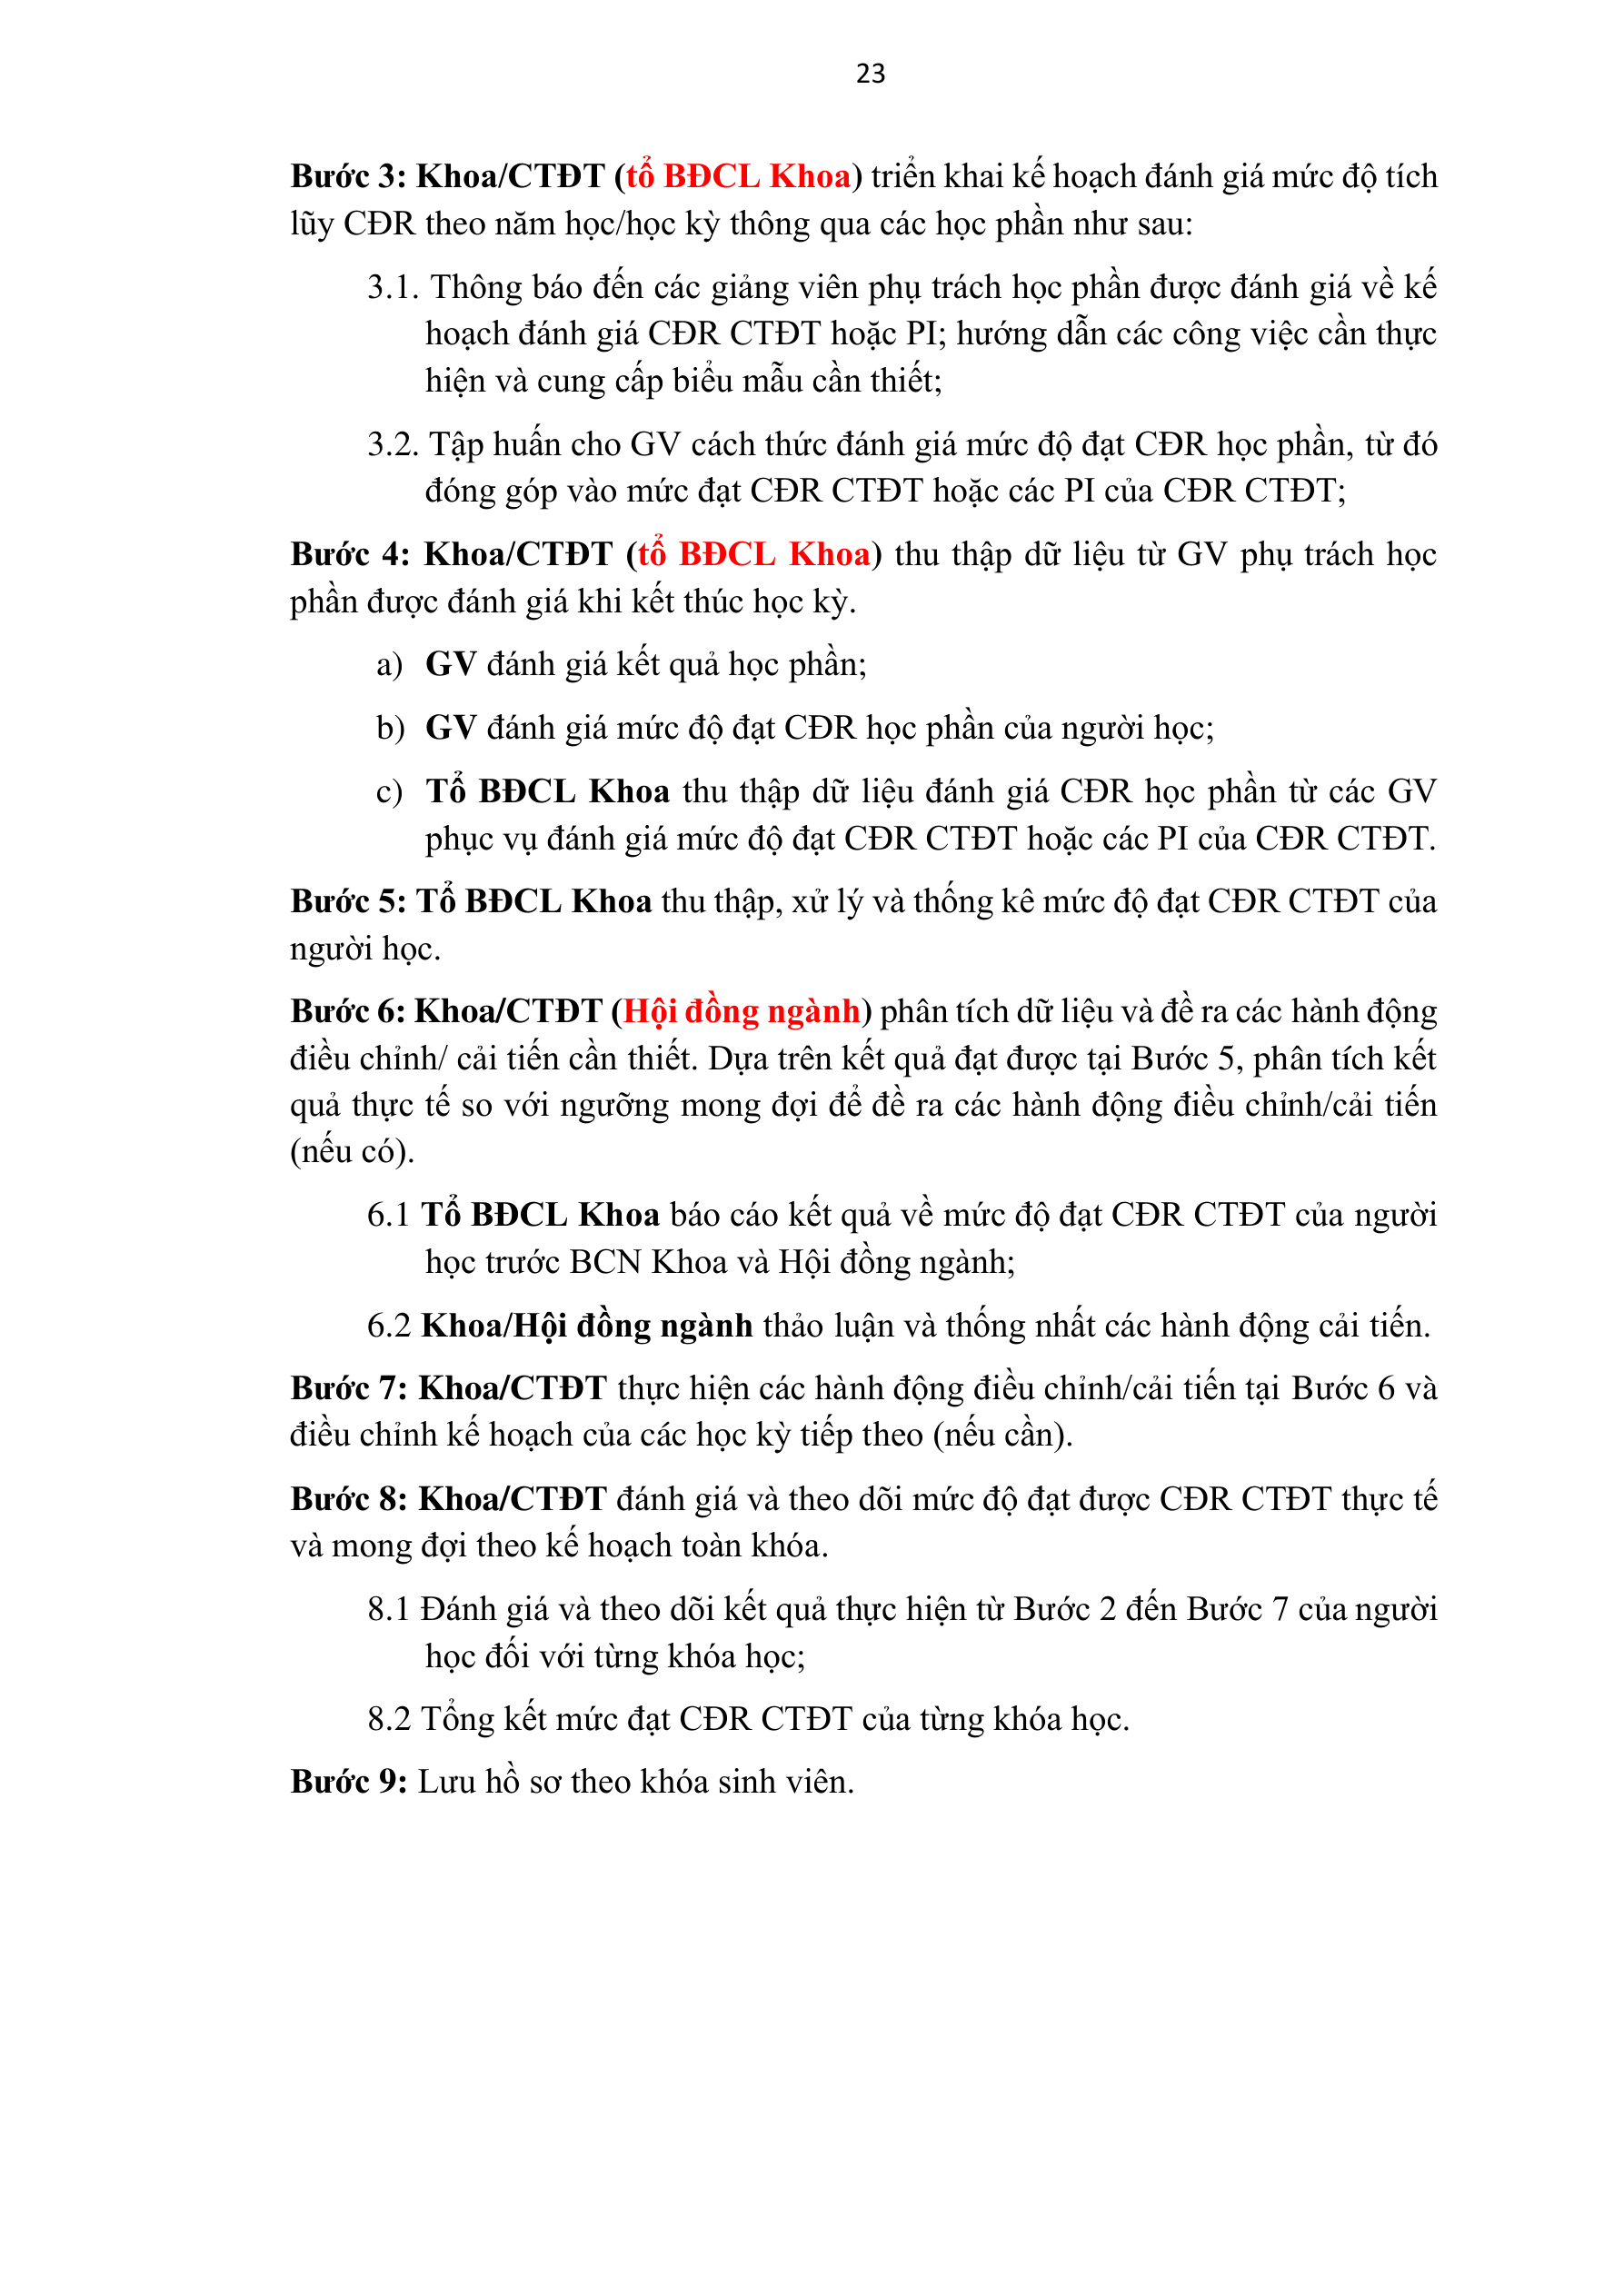 23
Bước 3: Khoa/CTĐT (tổ BĐCL Khoa) triển khai kế hoạch đánh giá mức độ tích
lũy CĐR theo năm học/học kỳ thông qua các học phần như sau:
3.1. Thông báo đến các giảng viên phụ trách học phần được đánh giá về kế
hoạch đánh giá CĐR CTĐT hoặc PI; hướng dẫn các công việc cần thực
hiện và cung cấp biểu mẫu cần thiết;
3.2. Tập huấn cho GV cách thức đánh giá mức độ đạt CĐR học phần, từ đó
đóng góp vào mức đạt CĐR CTĐT hoặc các PI của CĐR CTĐT;
Bước 4: Khoa/CTĐT (tổ BĐCL Khoa) thu thập dữ liệu từ GV phụ trách học
phần được đánh giá khi kết thúc học kỳ.
a) GV đánh giá kết quả học phần;
b) GV đánh giá mức độ đạt CĐR học phần của người học;
c) Tổ BĐCL Khoa thu thập dữ liệu đánh giá CĐR học phần từ các GV
phục vụ đánh giá mức độ đạt CĐR CTĐT hoặc các PI của CĐR CTĐT.
Bước 5: Tổ BĐCL Khoa thu thập, xử lý và thống kê mức độ đạt CĐR CTĐT của
người học.
Bước 6: Khoa/CTĐT (Hội đồng ngành) phân tích dữ liệu và đề ra các hành động
điều chỉnh/ cải tiến cần thiết. Dựa trên kết quả đạt được tại Bước 5, phân tích kết
quả thực tế so với ngưỡng mong đợi để đề ra các hành động điều chỉnh/cải tiến
(nếu có).
6.1 Tổ BĐCL Khoa báo cáo kết quả về mức độ đạt CĐR CTĐT của người
học trước BCN Khoa và Hội đồng ngành;
6.2 Khoa/Hội đồng ngành thảo luận và thống nhất các hành động cải tiến.
Bước 7: Khoa/CTĐT thực hiện các hành động điều chỉnh/cải tiến tại Bước 6 và
điều chỉnh kế hoạch của các học kỳ tiếp theo (nếu cần).
Bước 8: Khoa/CTĐT đánh giá và theo dõi mức độ đạt được CĐR CTĐT thực tế
và mong đợi theo kế hoạch toàn khóa.
8.1 Đánh giá và theo dõi kết quả thực hiện từ Bước 2 đến Bước 7 của người
học đối với từng khóa học;
8.2 Tổng kết mức đạt CĐR CTĐT của từng khóa học.
Bước 9: Lưu hồ sơ theo khóa sinh viên.